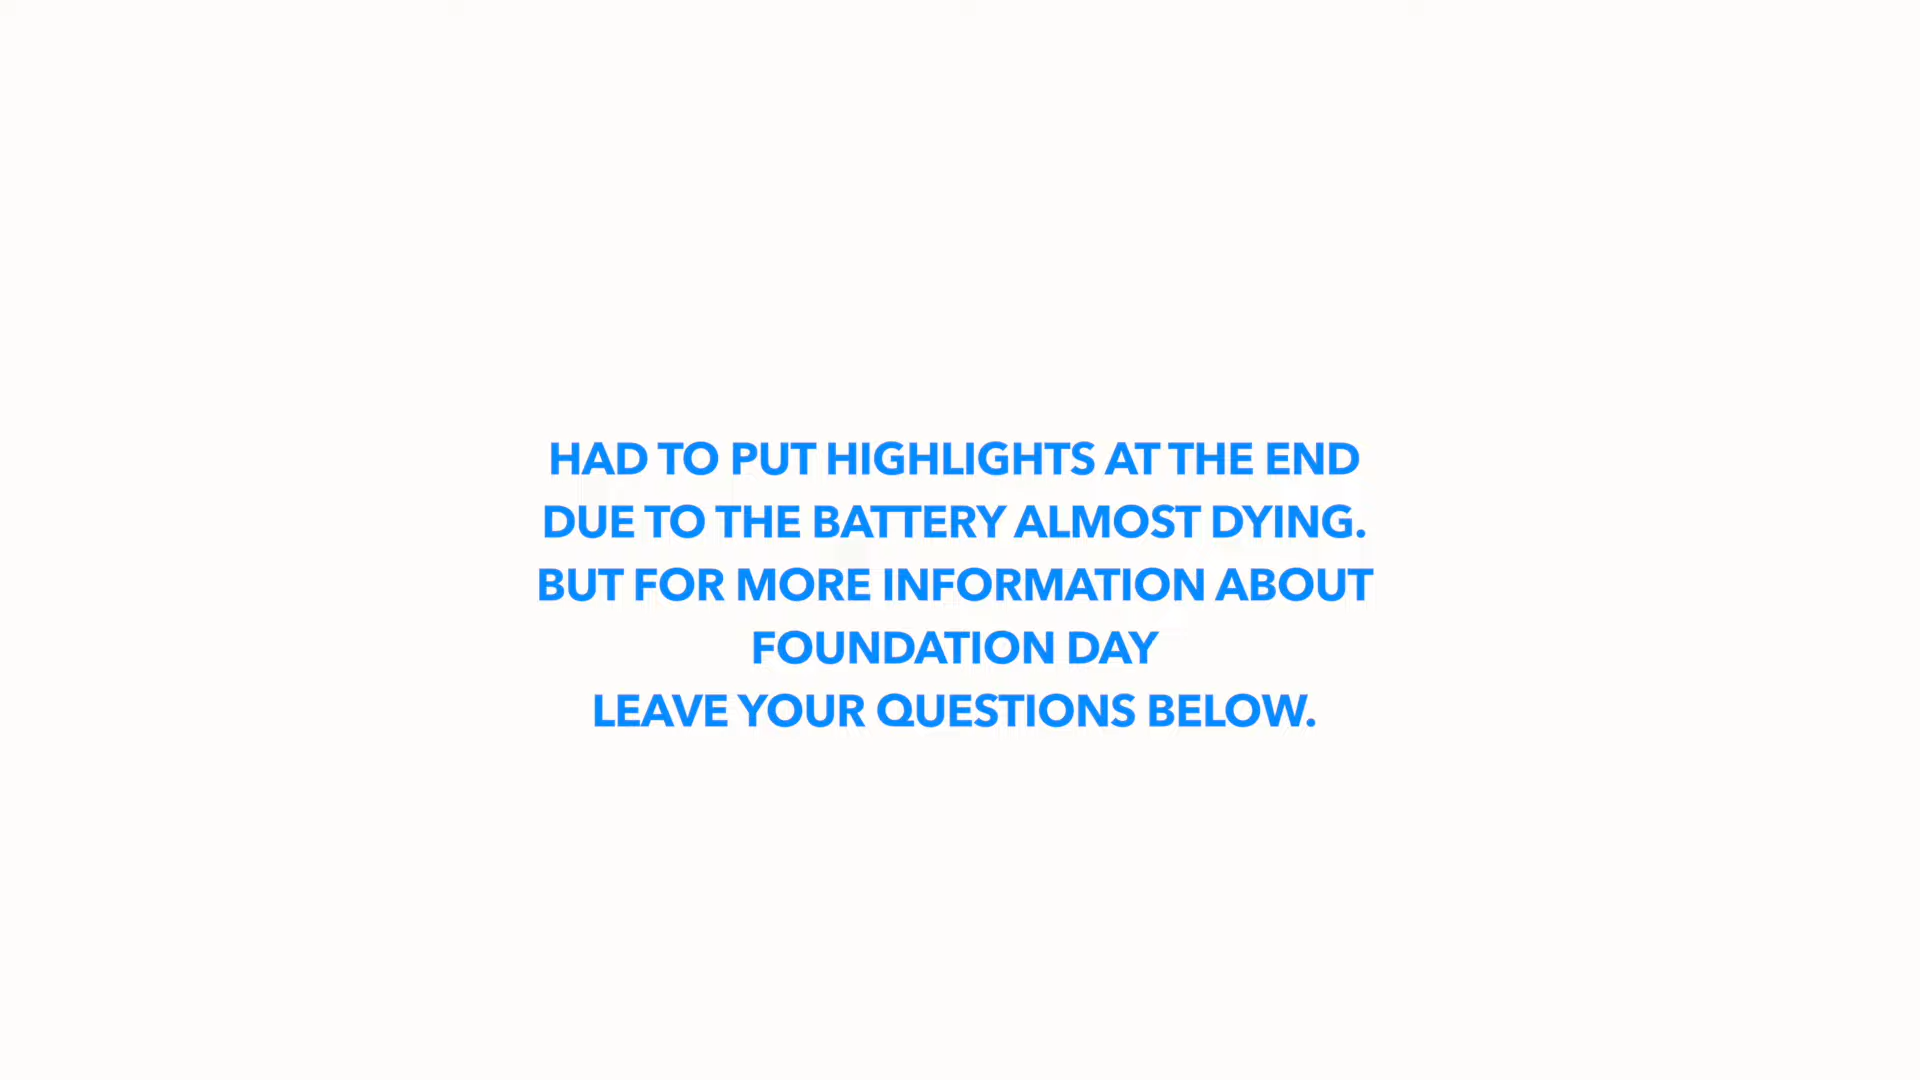 HAD TO PUT HIGHLIGHTS AT THE END
DUE TO THE BATTERY ALMOST DYING.
BUT FOR MORE INFORMATION ABOUT
FOUNDATION DAY
LEAVE YOUR QUESTIONS BELOW.